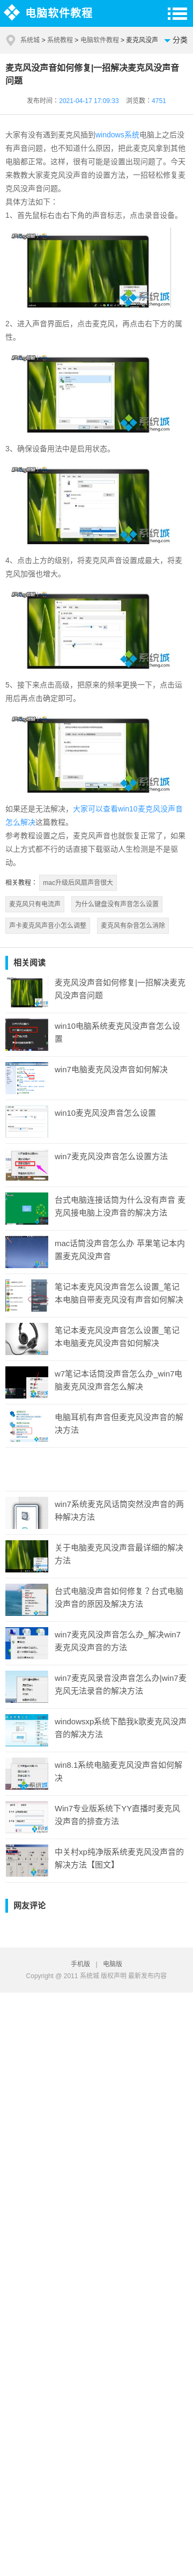 电脑软件教程
系统城 > 系统教程 > 电脑软件教程 > 麦克风没声
分类
麦克风没声音如何修复|一招解决麦克风没声音
问题
发布时间：2021-04-17 17:09:33 浏览数：4751
大家有没有遇到麦克风插到windows系统电脑上之后没
有声音问题，也不知道什么原因，把此麦克风拿到其他
电脑都正常。这样，很有可能是设置出现问题了。今天
来教教大家麦克风没声音的设置方法，一招轻松修复麦
克风没声音问题。
具体方法如下：
1、首先鼠标右击右下角的声音标志，点击录音设备。
系统城
2、进入声音界面后，点击麦克风，再点击右下方的属
性。
系统城
3、确保设备用法中是启用状态。
系统城
4、点击上方的级别，将麦克风声音设置成最大，将麦
克风加强也增大。
系统城
5、接下来点击高级，把原来的频率更换一下，点击运
用后再点击确定即可。
系统城
如果还是无法解决，大家可以查看win10麦克风没声音
怎么解决这篇教程。
参考教程设置之后，麦克风声音也就恢复正常了，如果
以上方式都不行的话直接下载驱动人生检测是不是驱
动。
相关教程： mac升级后风扇声音很大
麦克风只有电流声 为什么键盘没有声音怎么设置
声卡麦克风声音小怎么调整 麦克风有杂音怎么消除
相关阅读
麦克风没声音如何修复|一招解决麦克
风没声音问题
win10电脑系统麦克风没声音怎么设
置
win7电脑麦克风没声音如何解决
win10麦克风没声音怎么设置
win7麦克风没声音怎么设置方法
台式电脑连接话筒为什么没有声音 麦
克风接电脑上没声音的解决方法
mac话筒没声音怎么办 苹果笔记本内
置麦克风没声音
笔记本麦克风没声音怎么设置_笔记
本电脑自带麦克风没有声音如何解决
笔记本麦克风没声音怎么设置_笔记
本电脑麦克风没声音如何解决
w7笔记本话筒没声音怎么办_win7电
脑麦克风没声音怎么解决
电脑耳机有声音但麦克风没声音的解
决方法
win7系统麦克风话筒突然没声音的两
种解决方法
关于电脑麦克风没声音最详细的解决
方法
台式电脑没声音如何修复？台式电脑
没声音的原因及解决方法
win7麦克风没声音怎么办_解决win7
麦克风没声音的方法
win7麦克风录音没声音怎么办|win7麦
克风无法录音的解决方法
windowsxp系统下酷我k歌麦克风没声
音的解决方法
win8.1系统电脑麦克风没声音如何解
决
Win7专业版系统下YY直播时麦克风
没声音的排查方法
中关村xp纯净版系统麦克风没声音的
解决方法【图文】
网友评论
手机版 | 电脑版
Copyright @ 2011 系统城 版权声明 最新发布内容